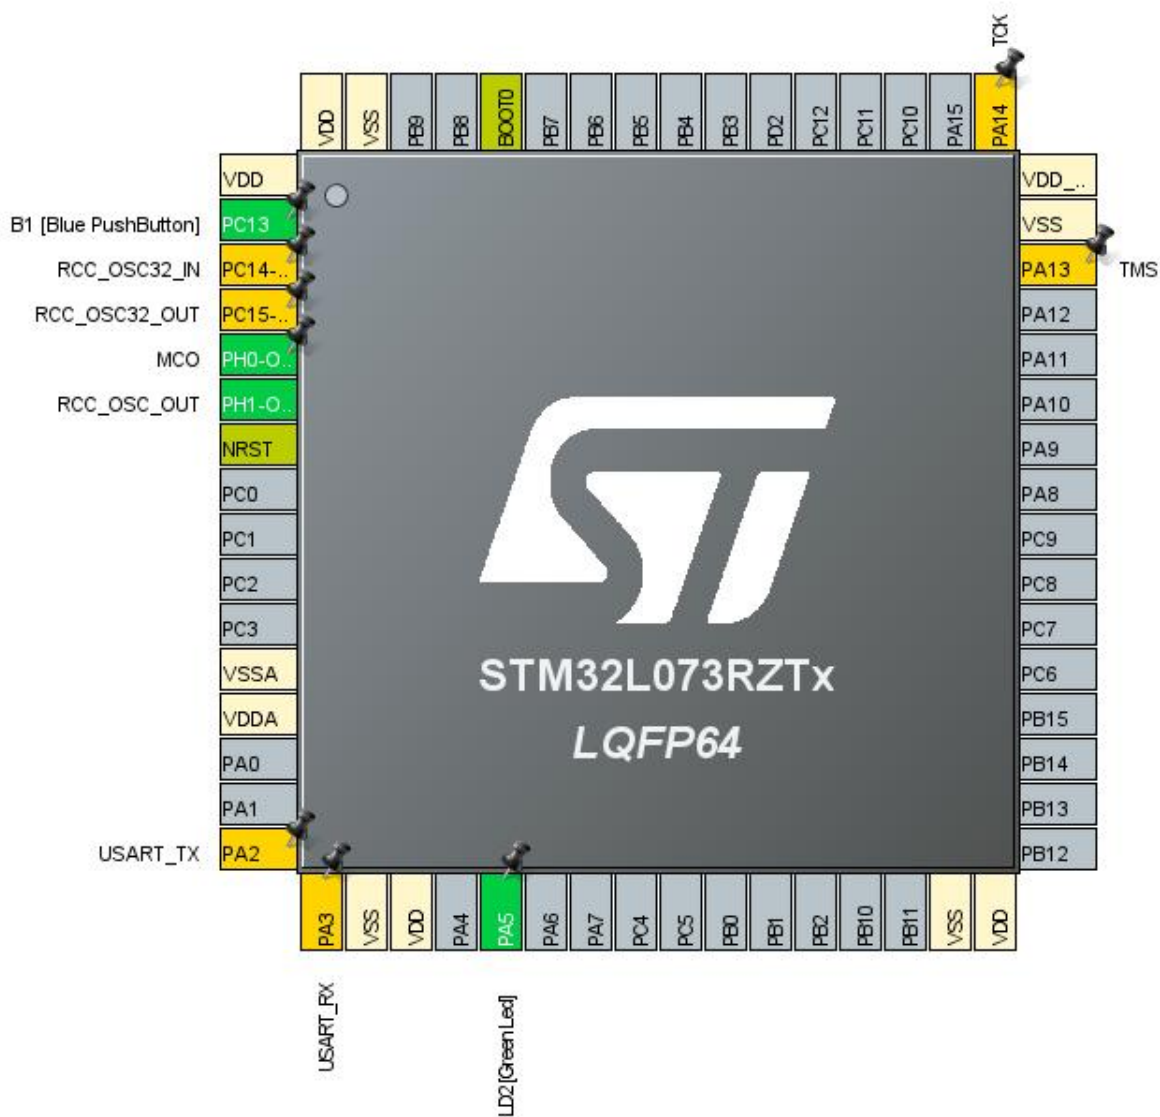 TCK
VDD
VSS
PB9
PB8
BOOT0
PB7
PB6
PB5
PB4
PB3
PD2
PC12
PC11
PC10
PA15
PA14
VDD
B1 [Blue PushButton] PC13
RCC_OSC32_IN PC14-..
RCC_OSC32_OUT PC15-..
MCO PH0-O..
RCC_OSC_OUT PH1-O..
NRST
PC0
PC1
PC2
PC3
VSSA
VDDA
PA0
PA1
USART_TX PA2
STM32L073RZTx
LQFP64
VDD_..
VSS
PA13 TMS
PA12
PA11
PA10
PA9
PA8
PC9
PC8
PC7
PC6
PB15
PB14
PB13
PB12
PA3
VSS
VDD
PA4
PA5
PA6
PA7
PC4
PC5
PB0
PB1
PB2
PB10
PB11
VSS
VDD
USART_RX
LD2 [Green Led]